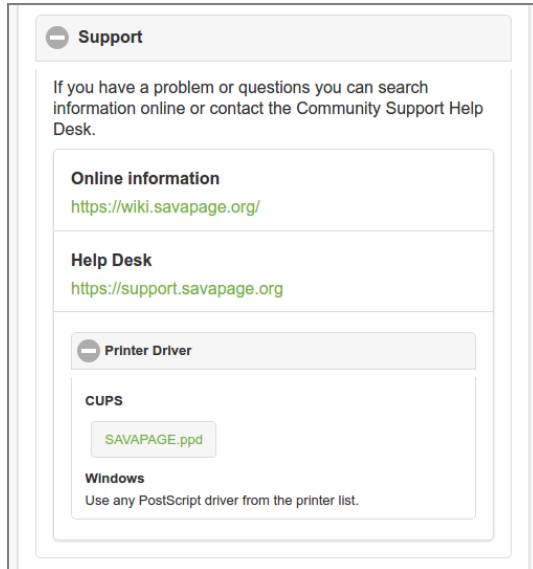 Support
If you have a problem or questions you can search
information online or contact the Community Support Help
Desk.
Online information
https://wiki.savapage.org/
Help Desk
https://support.savapage.org
Printer Driver
CUPS
SAVAPAGE.ppd
Windows
Use any PostScript driver from the printer list.